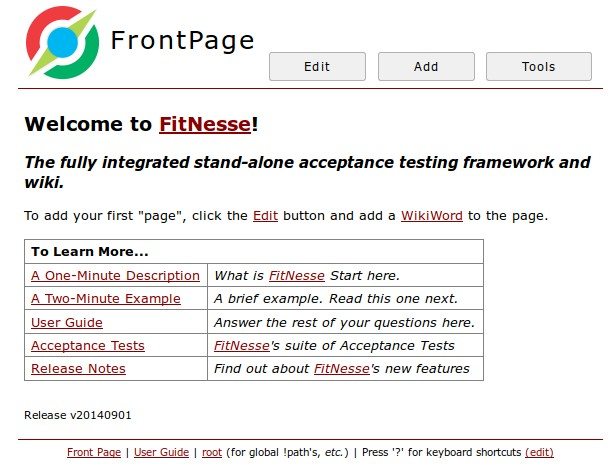 FrontPage
Edit Add Tools
Welcome to FitNesse!
The fully integrated stand-alone acceptance testing framework and
wiki.
To add your first "page", click the Edit button and add a WikiWord to the page.
To Learn More...
A One-Minute Description What is FitNesse Start here.
A Two-Minute Example A brief example. Read this one next.
User Guide Answer the rest of your questions here.
Acceptance Tests FitNesse's suite of Acceptance Tests
Release Notes Find out about FitNesse's new features
Release v20140901
Front Page | User Guide | root (for global !path's, etc.) | Press '?' for keyboard shortcuts (edit)